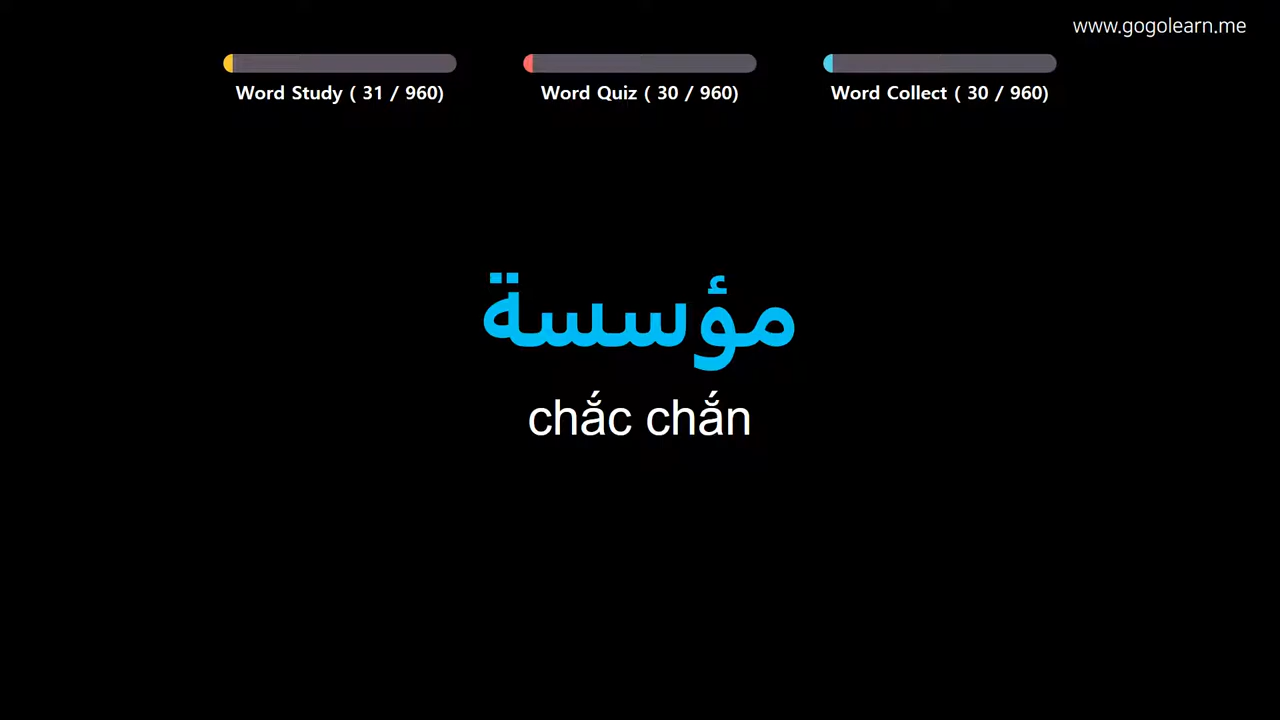 www.gogolearn.me
Word Study ( 31 / 960)
Word Quiz ( 30 / 960)
Word Collect ( 30 / 960)
مؤسسة
chắc chắn